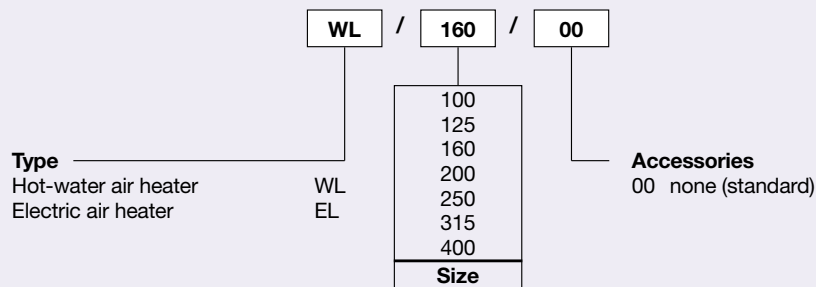 WL / 160 / 00
100
125
160
200
250
315
400
Size
Type
Hot-water air heater WL
Electric air heater EL
Accessories
00 none (standard)